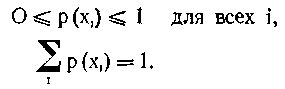 0 ⩽ p (xᵢ) ⩽ 1 для всех i,
∑ᵢ p (xᵢ) = 1.